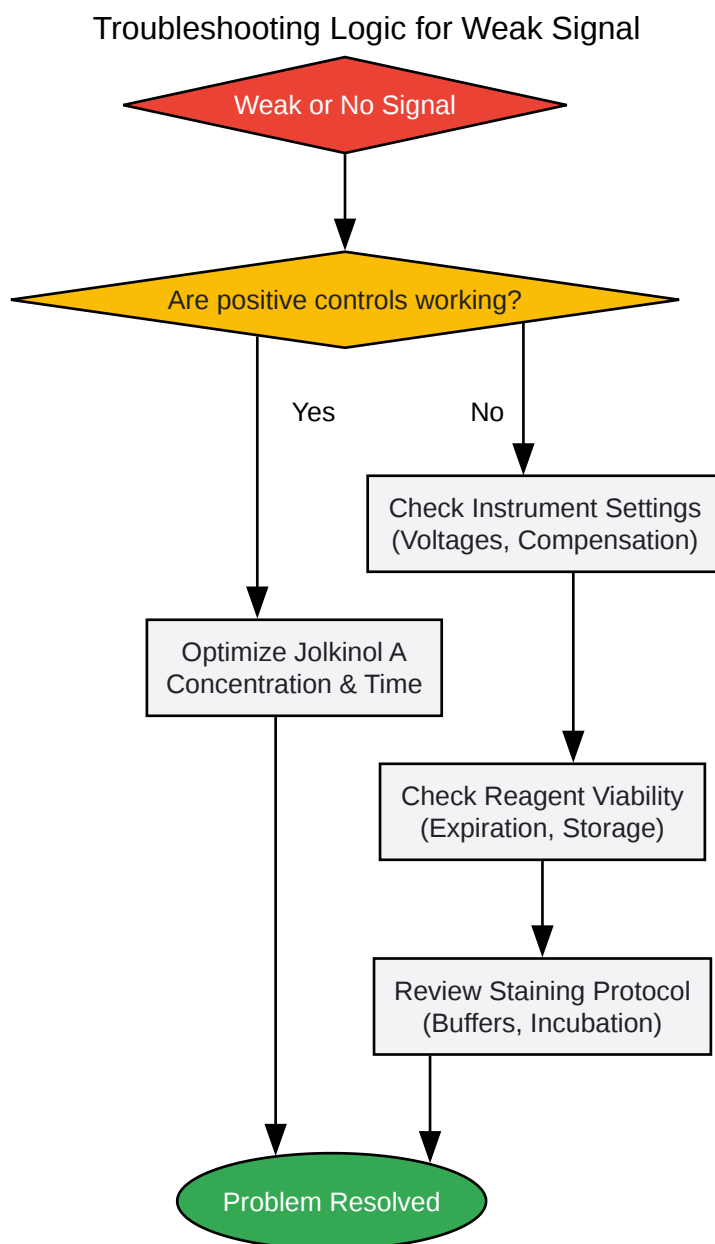 Troubleshooting Logic for Weak Signal
Weak or No Signal
Are positive controls working?
Yes
No
Check Instrument Settings
(Voltages, Compensation)
Optimize Jolkinol A
Concentration & Time
Check Reagent Viability
(Expiration, Storage)
Review Staining Protocol
(Buffers, Incubation)
Problem Resolved